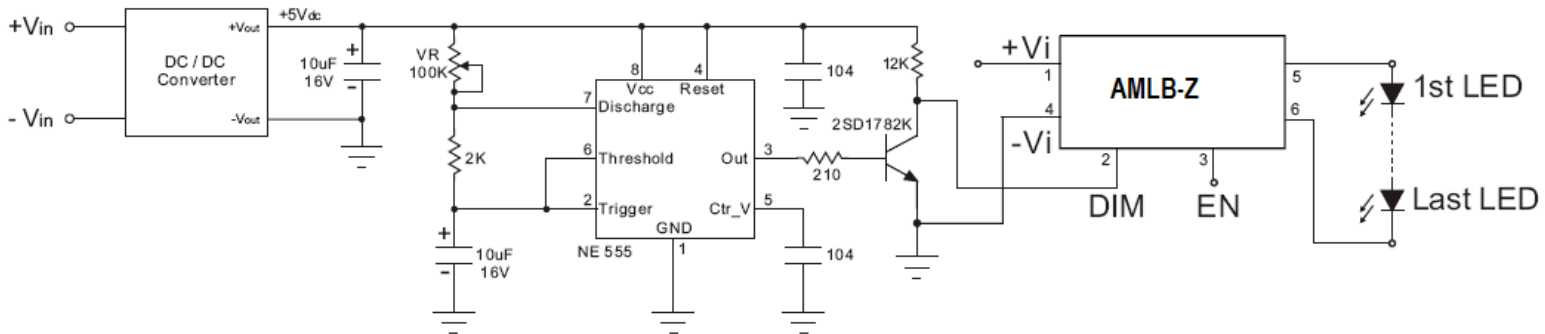 +Vin
- Vin
DC / DC
Converter
+Vout
-Vout
+5Vdc
10uF
16V
VR
100K
2K
10uF
16V
8
4
Vcc
Reset
7
Discharge
6
Threshold
2
Trigger
Out
3
Ctr_V
5
GND
1
NE 555
104
104
210
12K
2SD1782K
+Vi
1
4
-Vi
AMLB-Z
2
3
DIM
EN
5
6
1st LED
Last LED